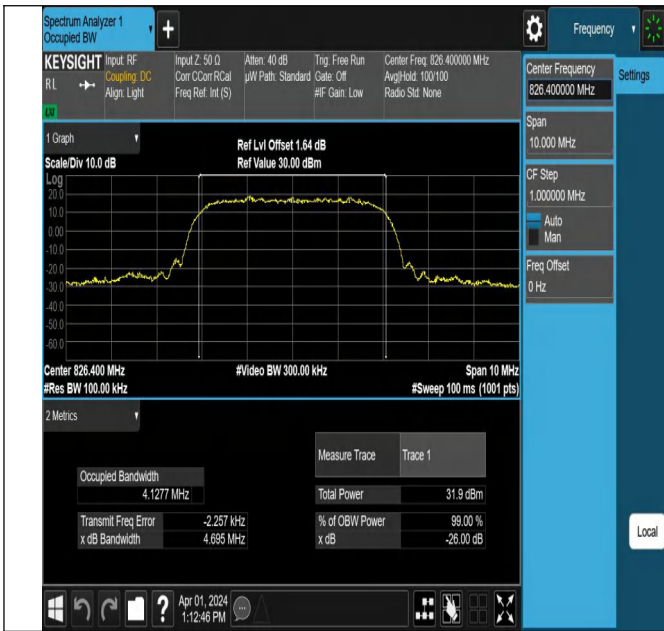 Spectrum Analyzer 1
Occupied BW
Frequency
KEYSIGHT
RL
LXI
Input: RF
Coupling: DC
Align: Light
Input Z: 50 Ω
Corr CCorr RCal
Freq Ref: Int (S)
Atten: 40 dB
µW Path: Standard
Trig: Free Run
Gate: Off
#IF Gain: Low
Center Freq: 826.400000 MHz
Avg|Hold: 100/100
Radio Std: None
Center Frequency
826.400000 MHz
Settings
Span
10.000 MHz
CF Step
1.000000 MHz
Auto
Man
Freq Offset
0 Hz
Local
1 Graph
Scale/Div 10.0 dB
Ref Lvl Offset 1.64 dB
Ref Value 30.00 dBm
Log
20.0
10.0
0.00
-10.0
-20.0
-30.0
-40.0
-50.0
-60.0
Center 826.400 MHz
#Video BW 300.00 kHz
Span 10 MHz
#Res BW 100.00 kHz
#Sweep 100 ms (1001 pts)
2 Metrics
Measure Trace
Trace 1
Occupied Bandwidth
4.1277 MHz
Total Power
31.9 dBm
Transmit Freq Error
-2.257 kHz
% of OBW Power
99.00 %
x dB Bandwidth
4.695 MHz
x dB
-26.00 dB
?
Apr 01, 2024
1:12:46 PM